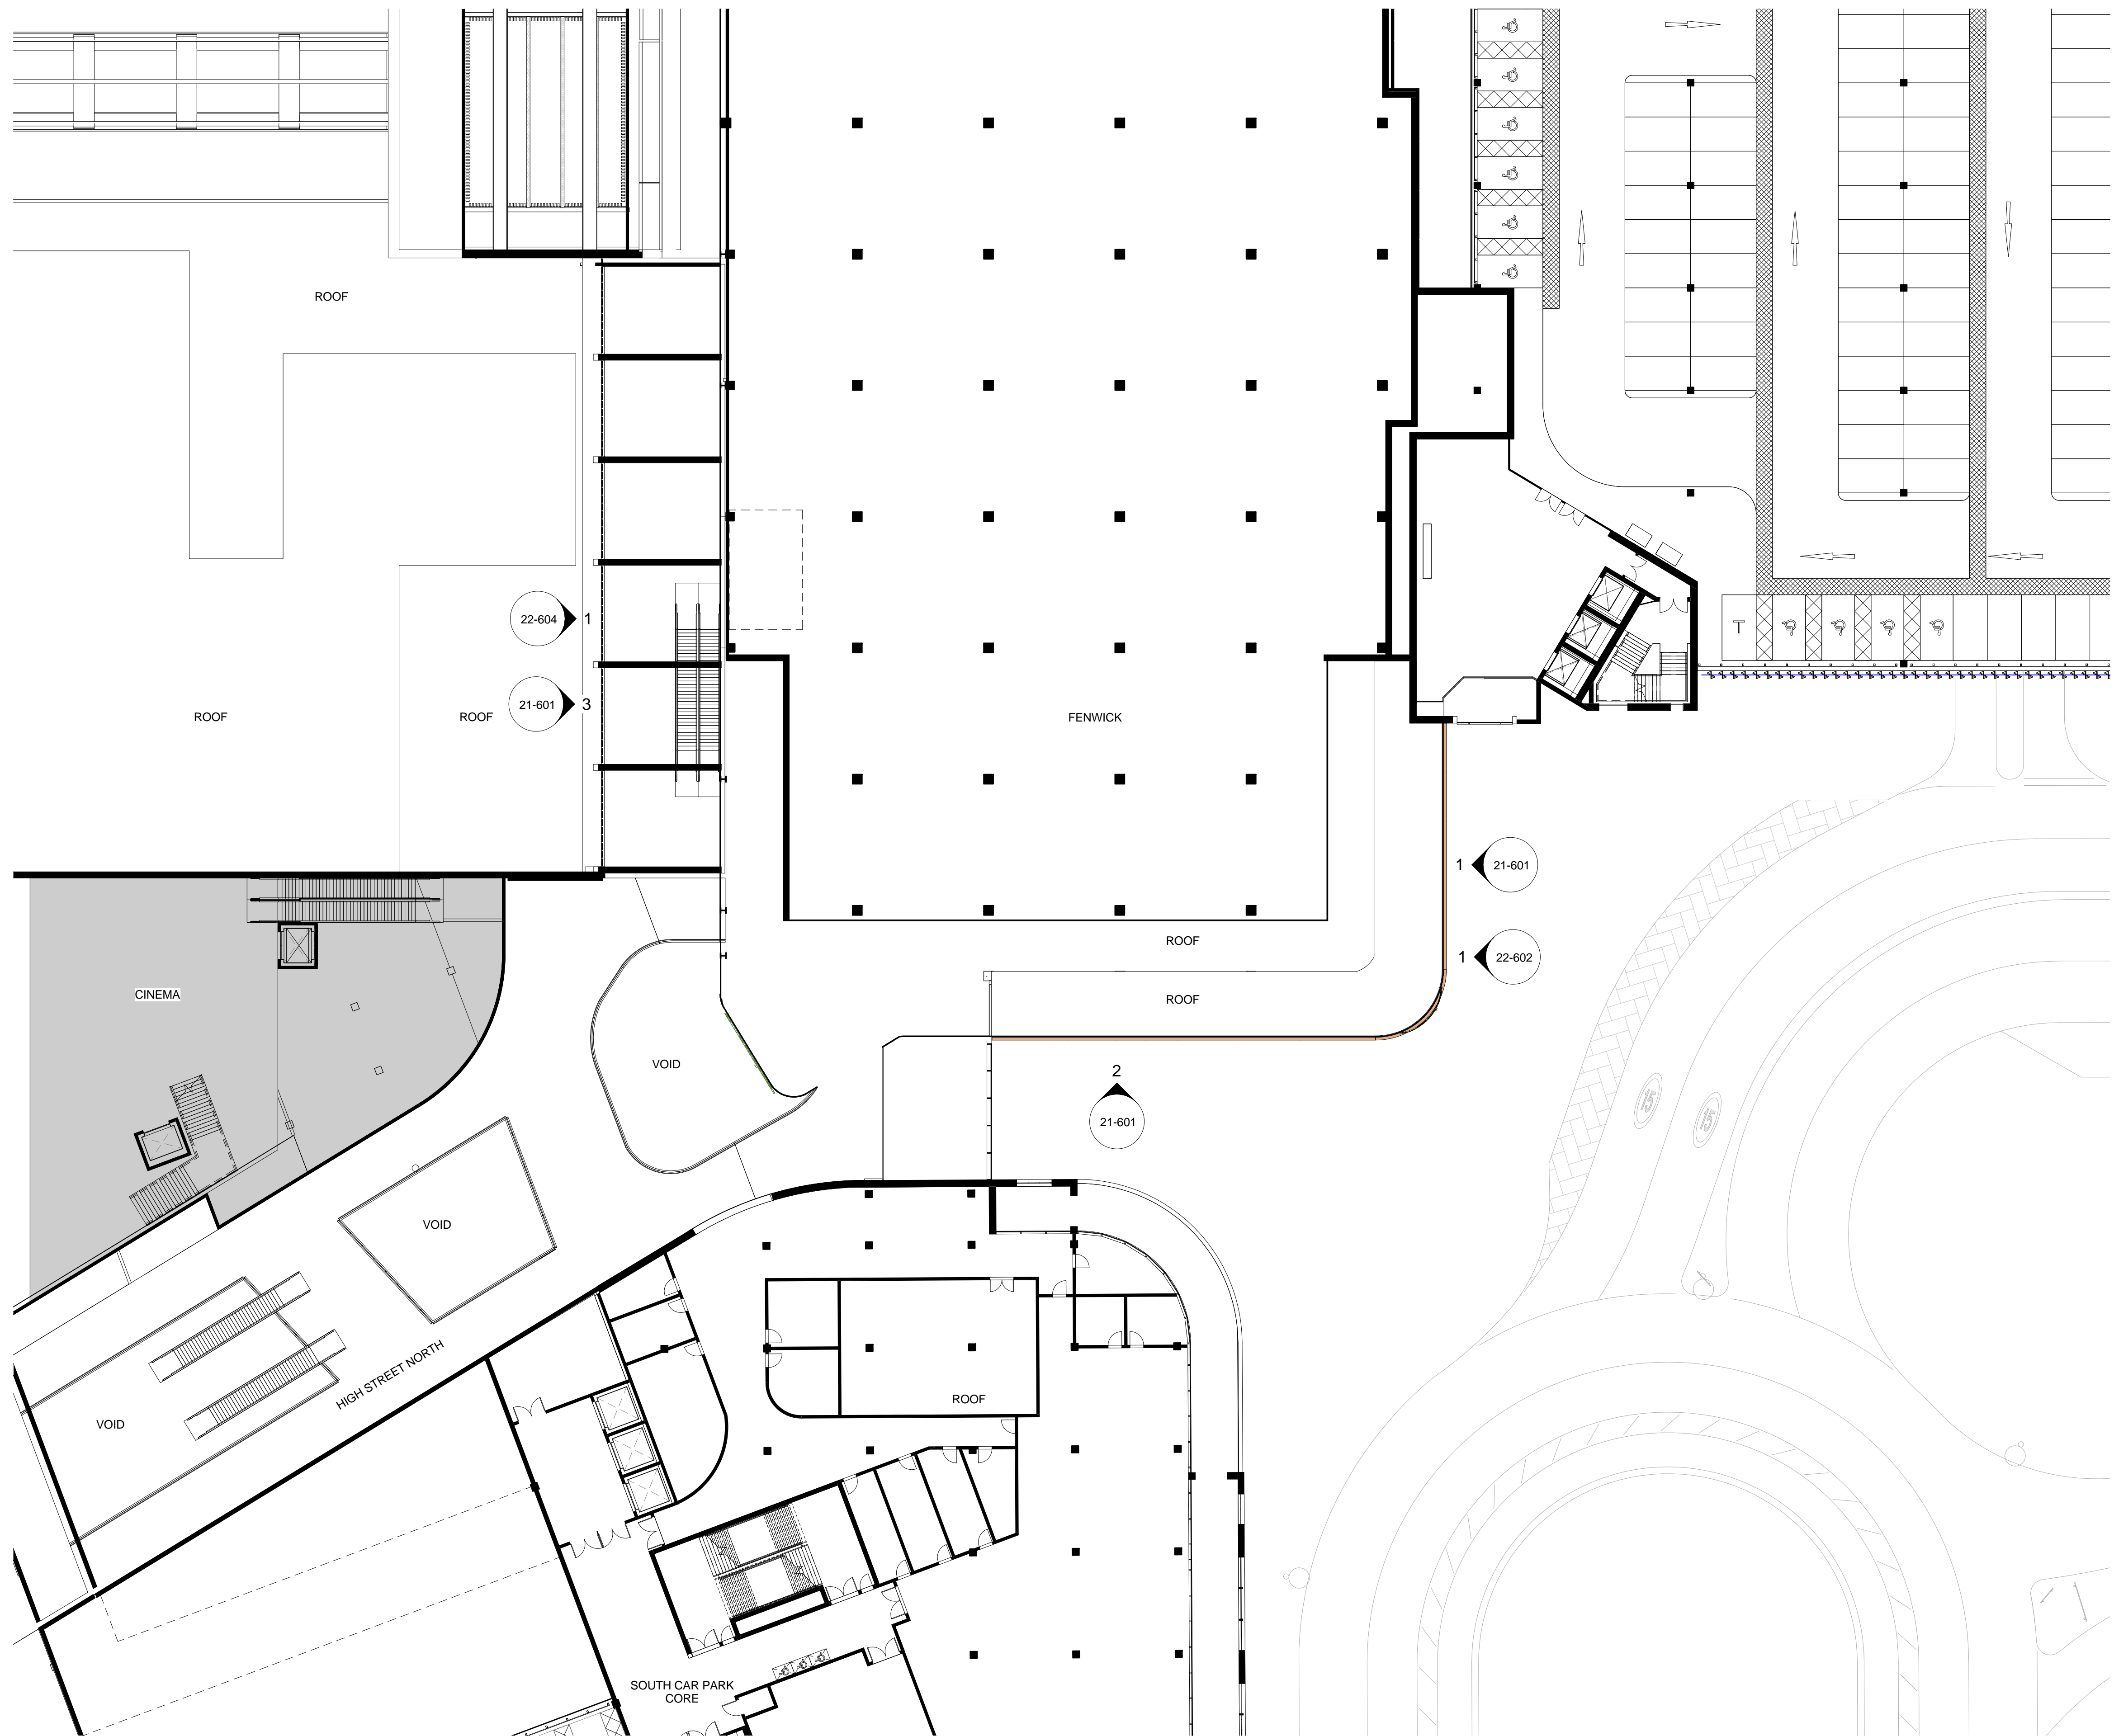 ROOF
22-604 1
21-601 3
ROOF
ROOF
FENWICK
1 21-601
ROOF
1 22-602
CINEMA
ROOF
VOID
2
21-601
VOID
HIGH STREET NORTH
ROOF
VOID
SOUTH CAR PARK
CORE